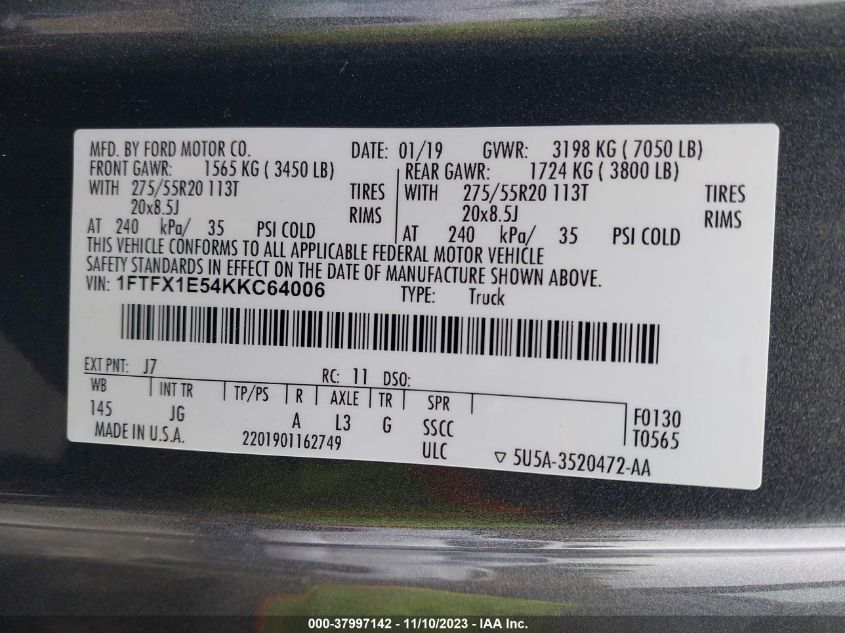 MFD. BY FORD MOTOR CO. DATE: 01/19 GVWR: 3198 KG ( 7050 LB)
FRONT GAWR: 1565 KG ( 3450 LB) REAR GAWR: 1724 KG ( 3800 LB)
WITH 275/55R20 113T TIRES WITH 275/55R20 113T TIRES
20x8.5J RIMS 20x8.5J RIMS
AT 240 kPa/ 35 PSI COLD AT 240 kPa/ 35 PSI COLD
THIS VEHICLE CONFORMS TO ALL APPLICABLE FEDERAL MOTOR VEHICLE
SAFETY STANDARDS IN EFFECT ON THE DATE OF MANUFACTURE SHOWN ABOVE.
VIN: 1FTFX1E54KKC64006 TYPE: Truck
EXT PNT: J7 RC: 11 DSO:
WB INT TR TP/PS R AXLE TR SPR
145 JG A L3 G SSCC F0130
MADE IN U.S.A. 2201901162749 ULC T0565
▽ 5U5A-3520472-AA
000-37997142 - 11/10/2023 - IAA Inc.